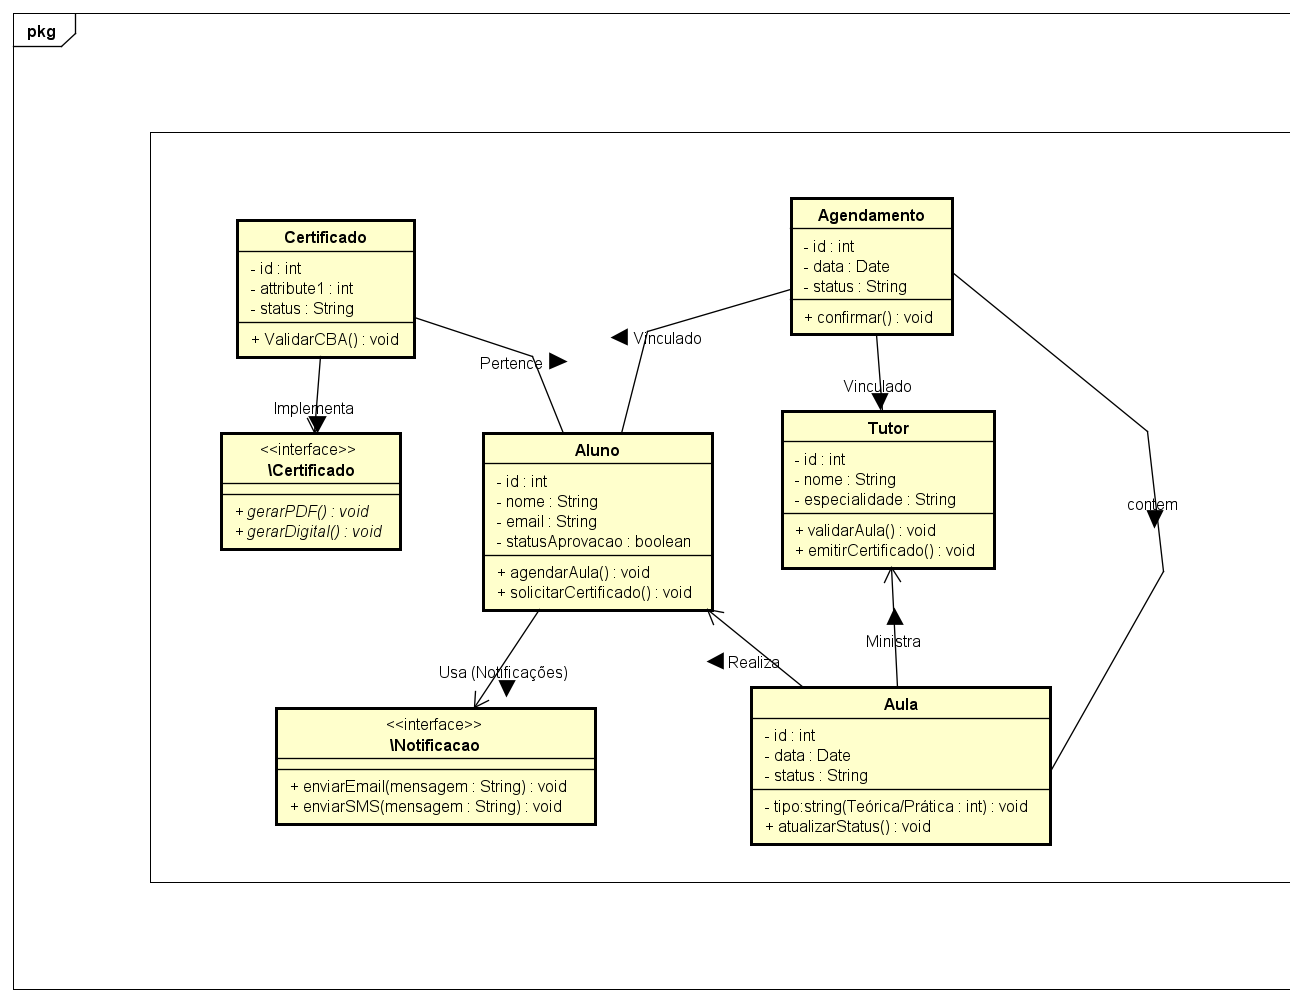 pkg
Certificado
- id : int
- attribute1 : int
- status : String
+ ValidarCBA() : void
Agendamento
- id : int
- data : Date
- status : String
+ confirmar() : void
Pertence
Vinculado
Vinculado
Implementa
<<interface>>
\Certificado
+ gerarPDF() : void
+ gerarDigital() : void
Aluno
- id : int
- nome : String
- email : String
- statusAprovacao : boolean
+ agendarAula() : void
+ solicitarCertificado() : void
Tutor
- id : int
- nome : String
- especialidade : String
+ validarAula() : void
+ emitirCertificado() : void
contem
Usa (Notificações)
Realiza
Ministra
<<interface>>
\Notificacao
+ enviarEmail(mensagem : String) : void
+ enviarSMS(mensagem : String) : void
Aula
- id : int
- data : Date
- status : String
- tipo:string(Teórica/Prática : int) : void
+ atualizarStatus() : void